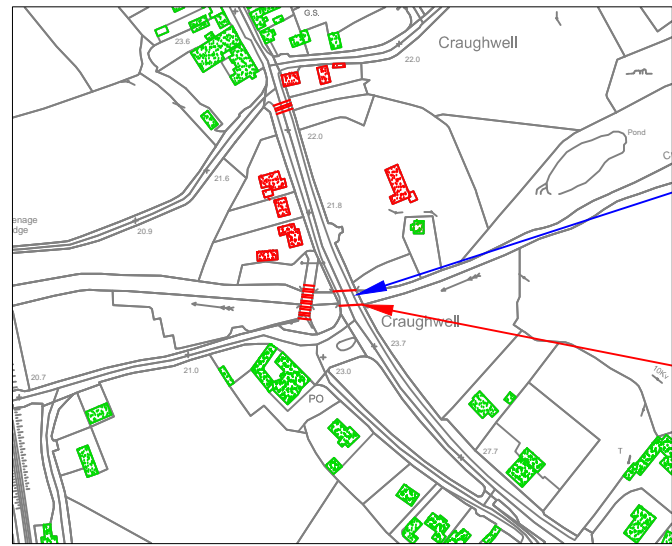 G.S.
23.6
Craughwell
22.0
22.0
Pond
21.6
21.8
20.9
enage
dge
Craughwell
23.7
20.7
21.0
23.0
10Kv
PO
27.7
T